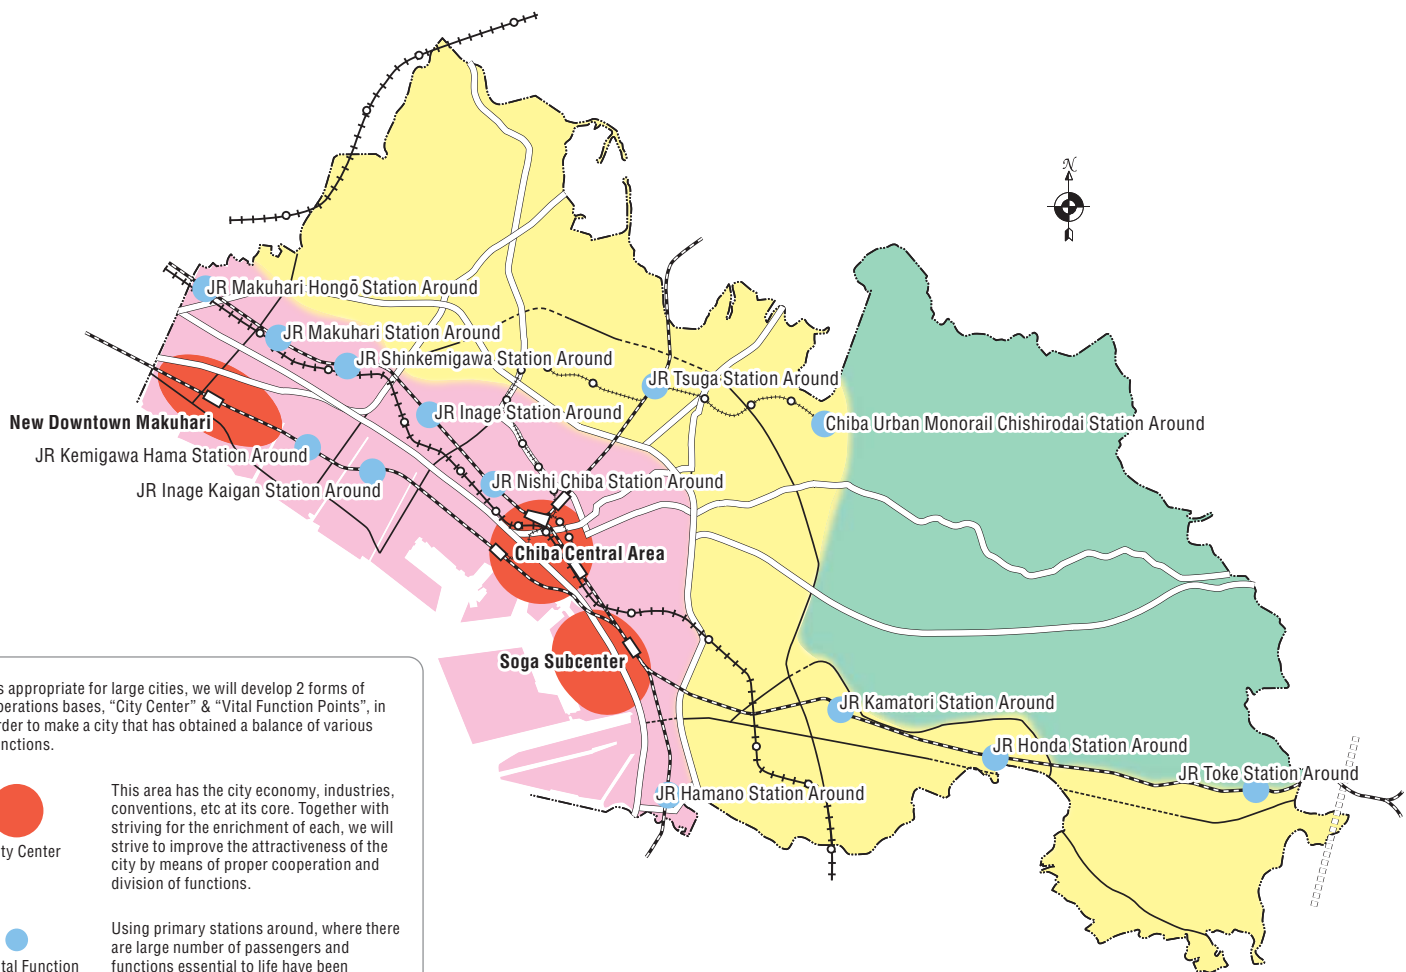 N
JR Makuhari Hongō Station Around
JR Makuhari Station Around
JR Shinkemigawa Station Around
JR Tsuga Station Around
JR Inage Station Around
New Downtown Makuhari
Chiba Urban Monorail Chishirodai Station Around
JR Kemigawa Hama Station Around
JR Inage Kaigan Station Around
JR Nishi Chiba Station Around
Chiba Central Area
Soga Subcenter
JR Kamatori Station Around
JR Honda Station Around
JR Toke Station Around
JR Hamano Station Around
s appropriate for large cities, we will develop 2 forms of
perations bases, “City Center” & “Vital Function Points”, in
rder to make a city that has obtained a balance of various
nctions.
This area has the city economy, industries,
conventions, etc at its core. Together with
striving for the enrichment of each, we will
strive to improve the attractiveness of the
city by means of proper cooperation and
division of functions.
ty Center
Using primary stations around, where there
are large number of passengers and
functions essential to life have been
tal Function